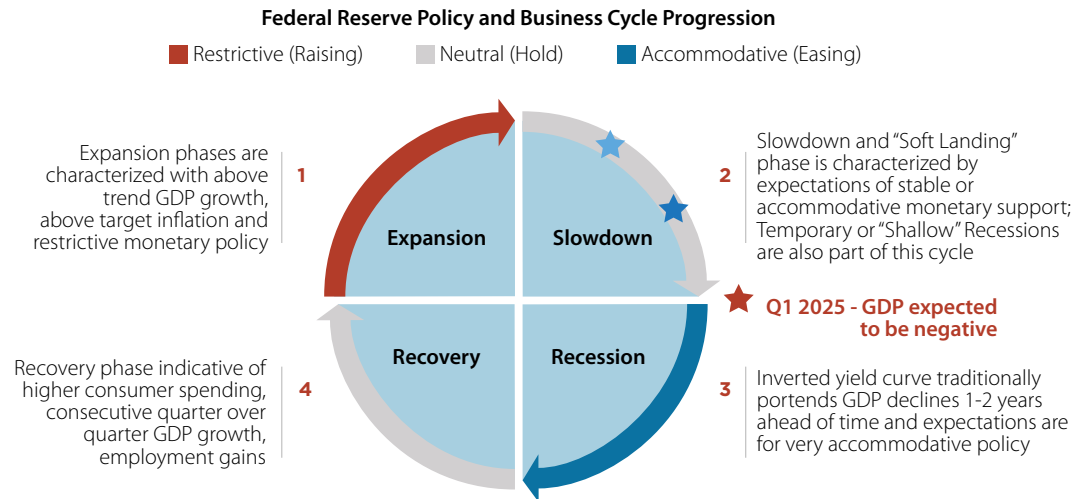 Federal Reserve Policy and Business Cycle Progression
Restrictive (Raising)
Neutral (Hold)
Accommodative (Easing)
Expansion phases are
characterized with above
trend GDP growth,
above target inflation and
restrictive monetary policy
1
Expansion
Slowdown
2
Slowdown and “Soft Landing”
phase is characterized by
expectations of stable or
accommodative monetary support;
Temporary or “Shallow” Recessions
are also part of this cycle
Q1 2025 - GDP expected
to be negative
Recovery phase indicative of
higher consumer spending,
consecutive quarter over
quarter GDP growth,
employment gains
4
Recovery
Recession
3
Inverted yield curve traditionally
portends GDP declines 1-2 years
ahead of time and expectations are
for very accommodative policy